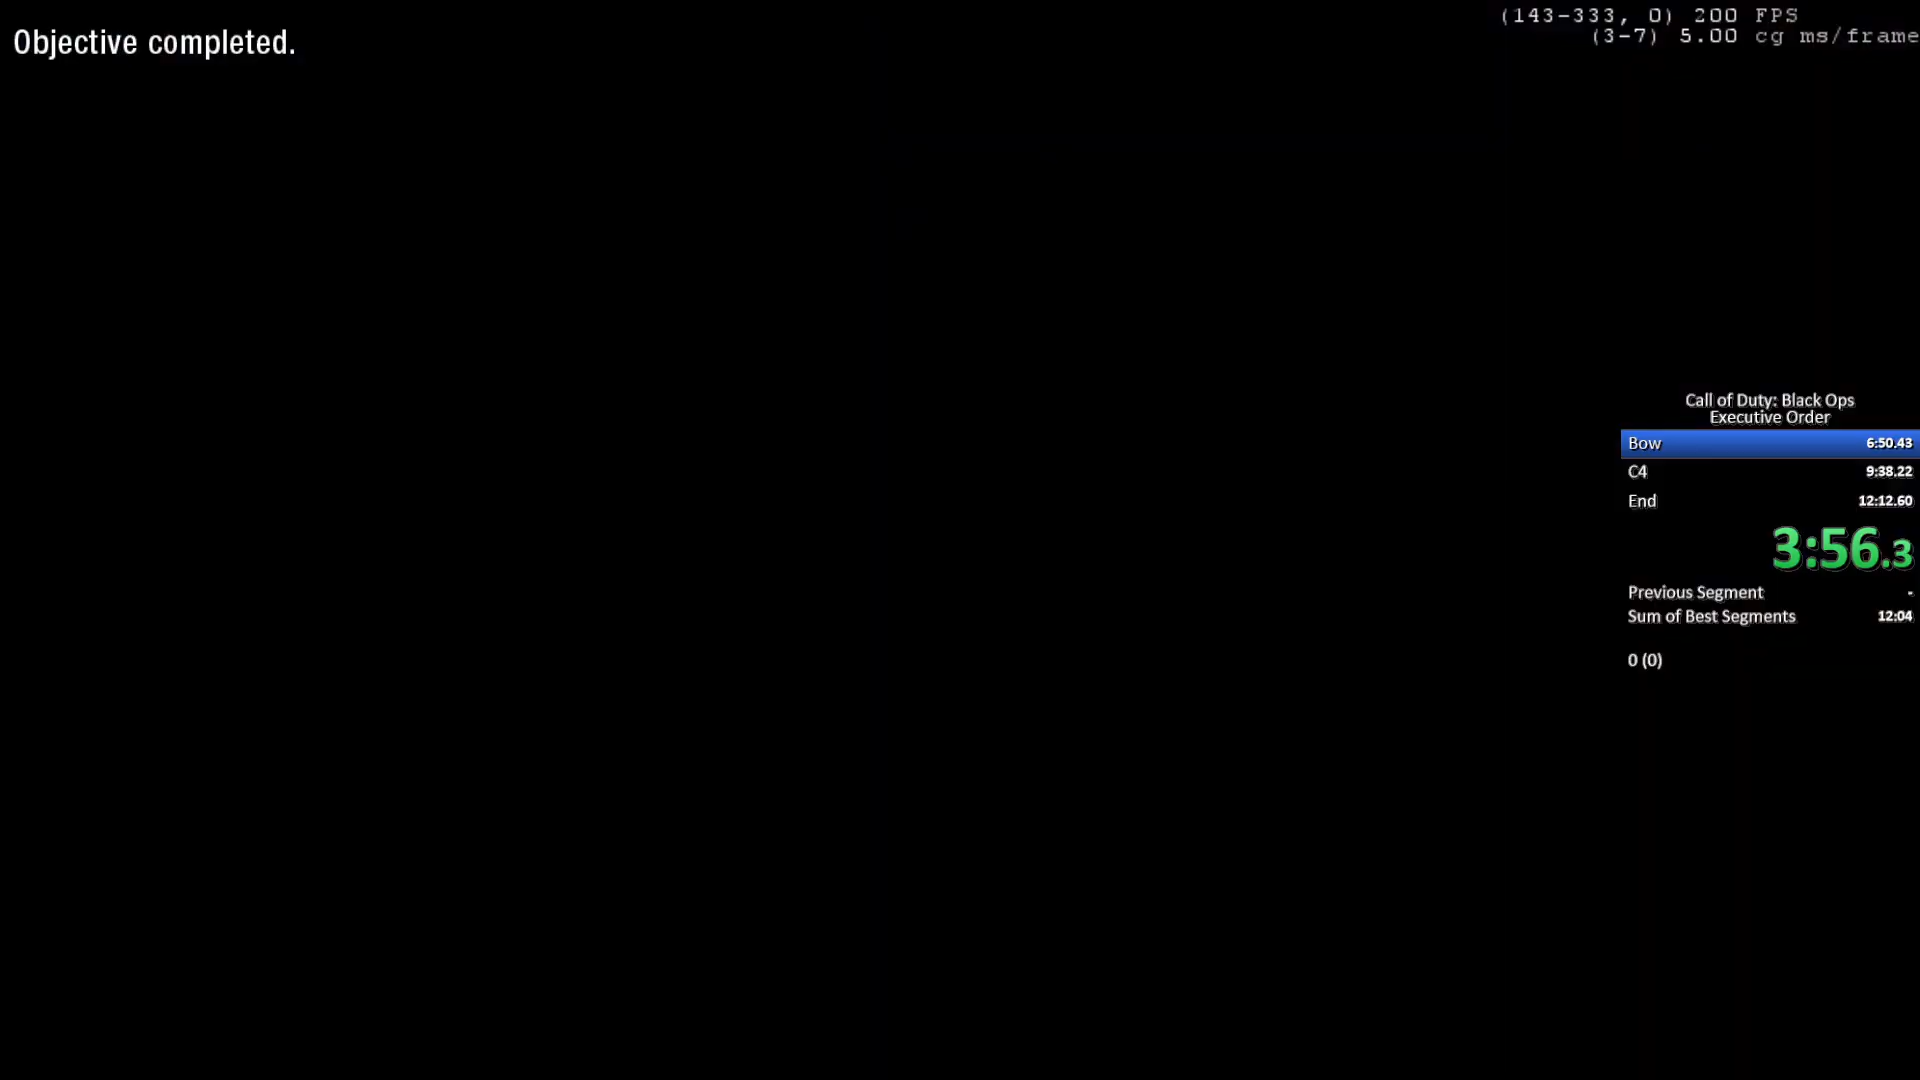 Objective completed.
(143-333, 0) 200 FPS
(3-7) 5.00 cg ms/frame
Call of Duty: Black Ops
Executive Order
Bow 6:50.43
C4 9:38.22
End 12:12.60
3:56.3
Previous Segment -
Sum of Best Segments 12:04
0 (0)